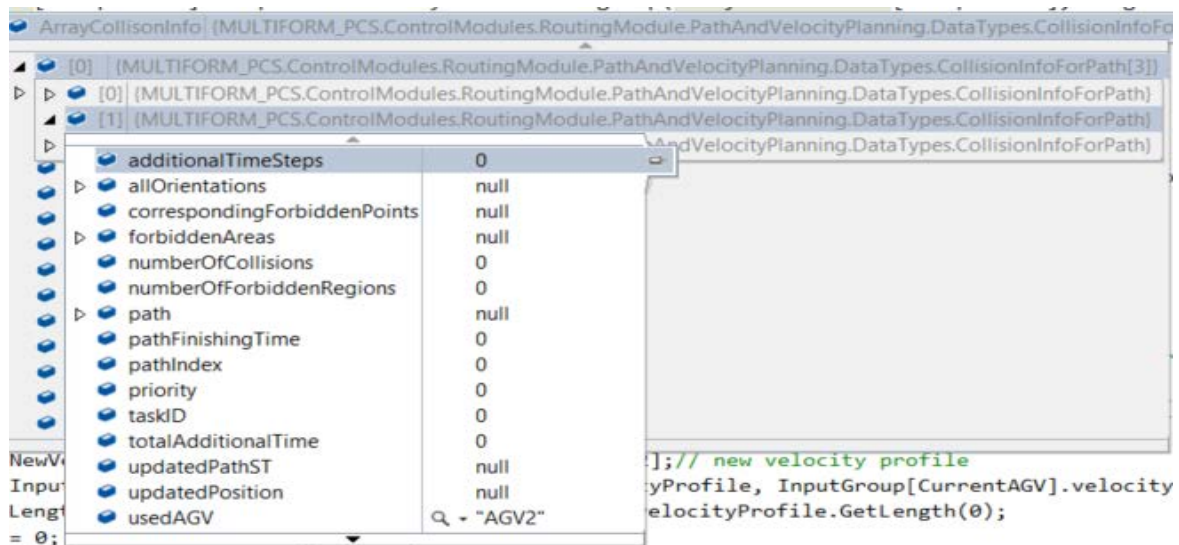 ArrayCollisonInfo {MULTIFORM_PCS.ControlModules.RoutingModule.PathAndVelocityPlanning.DataTypes.CollisionInfoFo
[0] {MULTIFORM_PCS.ControlModules.RoutingModule.PathAndVelocityPlanning.DataTypes.CollisionInfoForPath[3]}
[0] {MULTIFORM_PCS.ControlModules.RoutingModule.PathAndVelocityPlanning.DataTypes.CollisionInfoForPath}
[1] {MULTIFORM_PCS.ControlModules.RoutingModule.PathAndVelocityPlanning.DataTypes.CollisionInfoForPath}
AndVelocityPlanning.DataTypes.CollisionInfoForPath}
additionalTimeSteps 0
allOrientations null
correspondingForbiddenPoints null
forbiddenAreas null
numberOfCollisions 0
numberOfForbiddenRegions 0
path null
pathFinishingTime 0
pathIndex 0
priority 0
taskID 0
totalAdditionalTime 0
updatedPathST null
updatedPosition null
usedAGV "AGV2"
NewV ];// new velocity profile
Input yProfile, InputGroup[CurrentAGV].velocity
Lengt elocityProfile.GetLength(0);
= 0;